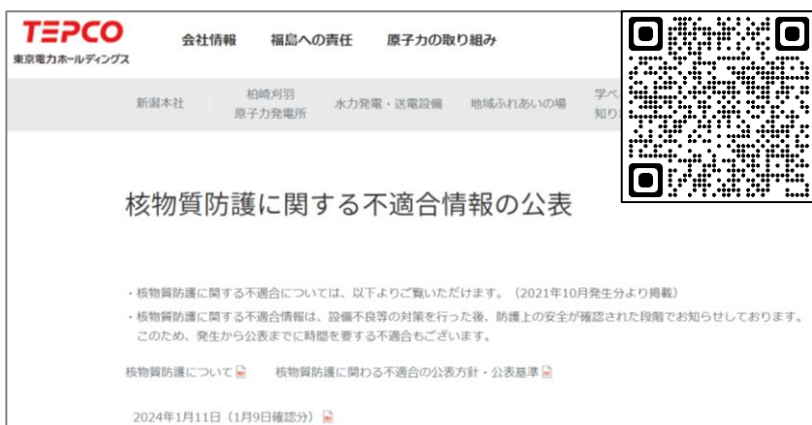 TEPCO
東京電力ホールディングス
会社情報 福島への責任 原子力の取り組み
新潟本社 柏崎刈羽 原子力発電所 水力発電・送電設備 地域ふれあいの場 学べ
知り
核物質防護に関する不適合情報の公表
・核物質防護に関する不適合については、以下よりご覧いただけます。（2021年10月発生分より掲載）
・核物質防護に関する不適合情報は、設備不良等の対策を行った後、防護上の安全が確認された段階でお知らせしております。
このため、発生から公表までに時間を要する不適合もございます。
核物質防護について 核物質防護に関わる不適合の公表方針・公表基準
2024年1月11日（1月9日確認分）